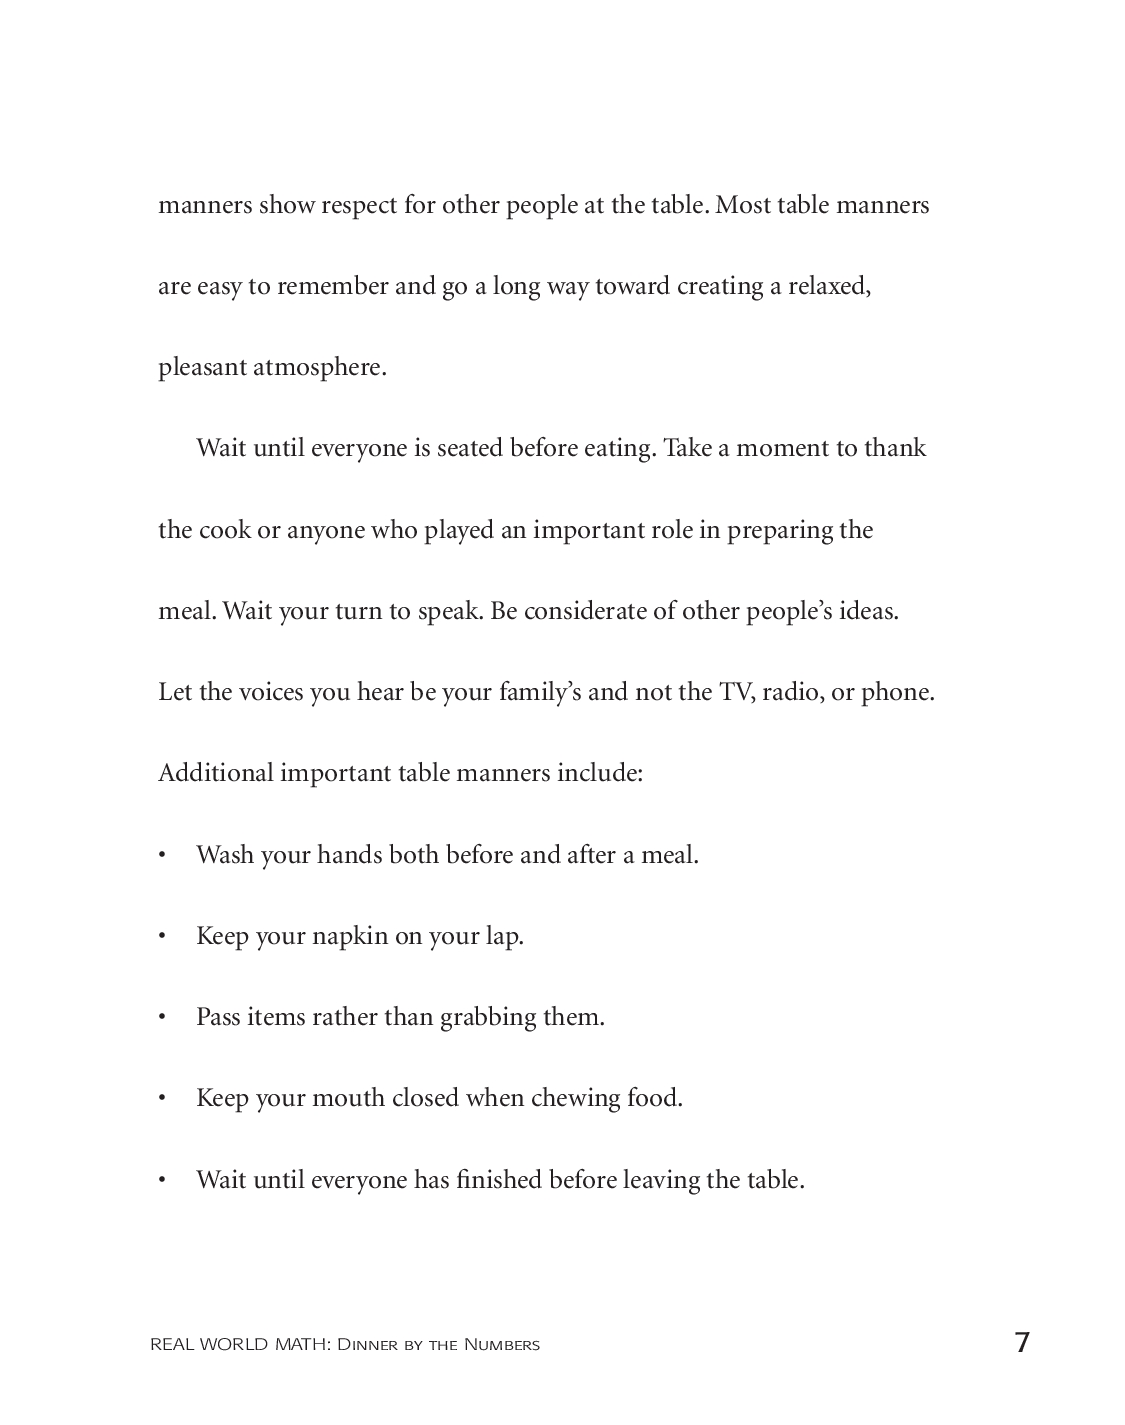 manners show respect for other people at the table. Most table manners
are easy to remember and go a long way toward creating a relaxed,
pleasant atmosphere.
Wait until everyone is seated before eating. Take a moment to thank
the cook or anyone who played an important role in preparing the
meal. Wait your turn to speak. Be considerate of other people’s ideas.
Let the voices you hear be your family’s and not the TV, radio, or phone.
Additional important table manners include:
• Wash your hands both before and after a meal.
• Keep your napkin on your lap.
• Pass items rather than grabbing them.
• Keep your mouth closed when chewing food.
• Wait until everyone has finished before leaving the table.
REAL WORLD MATH: Dinner by the Numbers 7